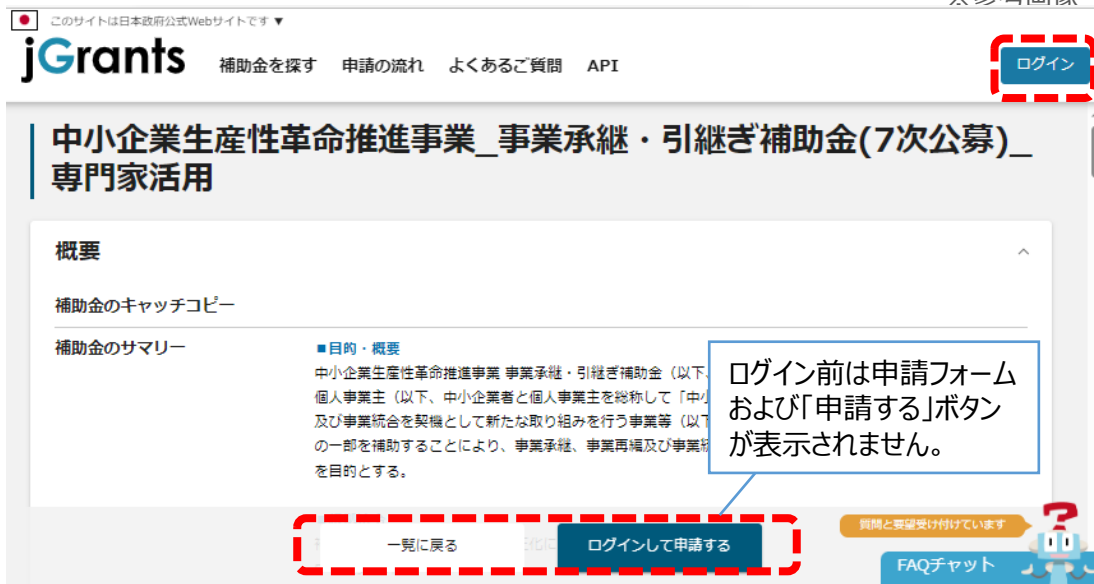 ※参考画像
このサイトは日本政府公式Webサイトです ▼
jGrants
補助金を探す 申請の流れ よくあるご質問 API
ログイン
中小企業生産性革命推進事業_事業承継・引継ぎ補助金(7次公募)_
専門家活用
概要
補助金のキャッチコピー
補助金のサマリー
■目的・概要
中小企業生産性革命推進事業 事業承継・引継ぎ補助金（以下、
個人事業主（以下、中小企業者と個人事業主を総称して「中小
及び事業統合を契機として新たな取り組みを行う事業等（以下
の一部を補助することにより、事業承継、事業再編及び事業統
を目的とする。
ログイン前は申請フォーム
および「申請する」ボタン
が表示されません。
一覧に戻る
ログインして申請する
質問と要望受け付けています
FAQチャット